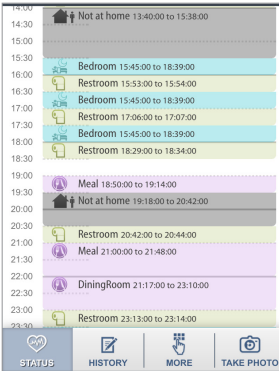 14:00
Not at home 13:40:00 to 15:38:00
14:30
15:00
15:30
Bedroom 15:45:00 to 18:39:00
16:00
Restroom 15:53:00 to 15:54:00
16:30
Bedroom 15:45:00 to 18:39:00
17:00
Restroom 17:06:00 to 17:07:00
17:30
Bedroom 15:45:00 to 18:39:00
18:00
Restroom 18:29:00 to 18:34:00
18:30
19:00
Meal 18:50:00 to 19:14:00
19:30
Not at home 19:18:00 to 20:42:00
20:00
20:30
Restroom 20:42:00 to 20:44:00
21:00
Meal 21:00:00 to 21:48:00
21:30
22:00
DiningRoom 21:17:00 to 23:10:00
22:30
23:00
Restroom 23:13:00 to 23:14:00
23:30
STATUS HISTORY MORE TAKE PHOTO